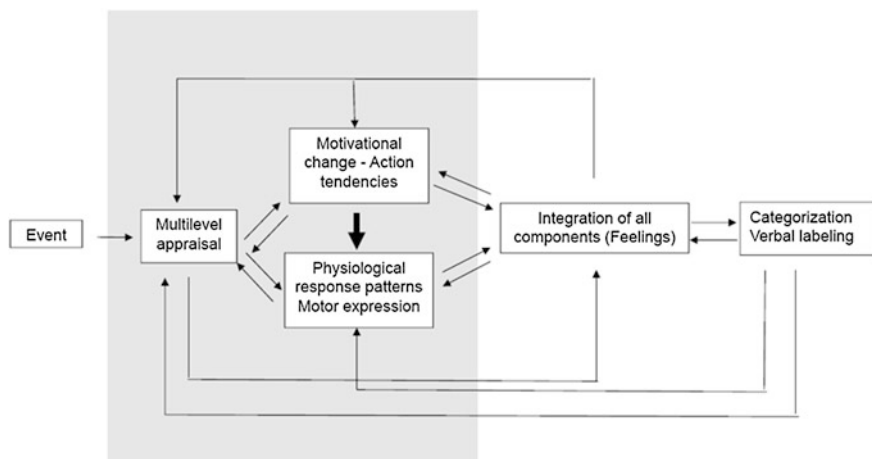 Event
Multilevel
appraisal
Motivational
change - Action
tendencies
Physiological
response patterns
Motor expression
Integration of all
components (Feelings)
Categorization
Verbal labeling